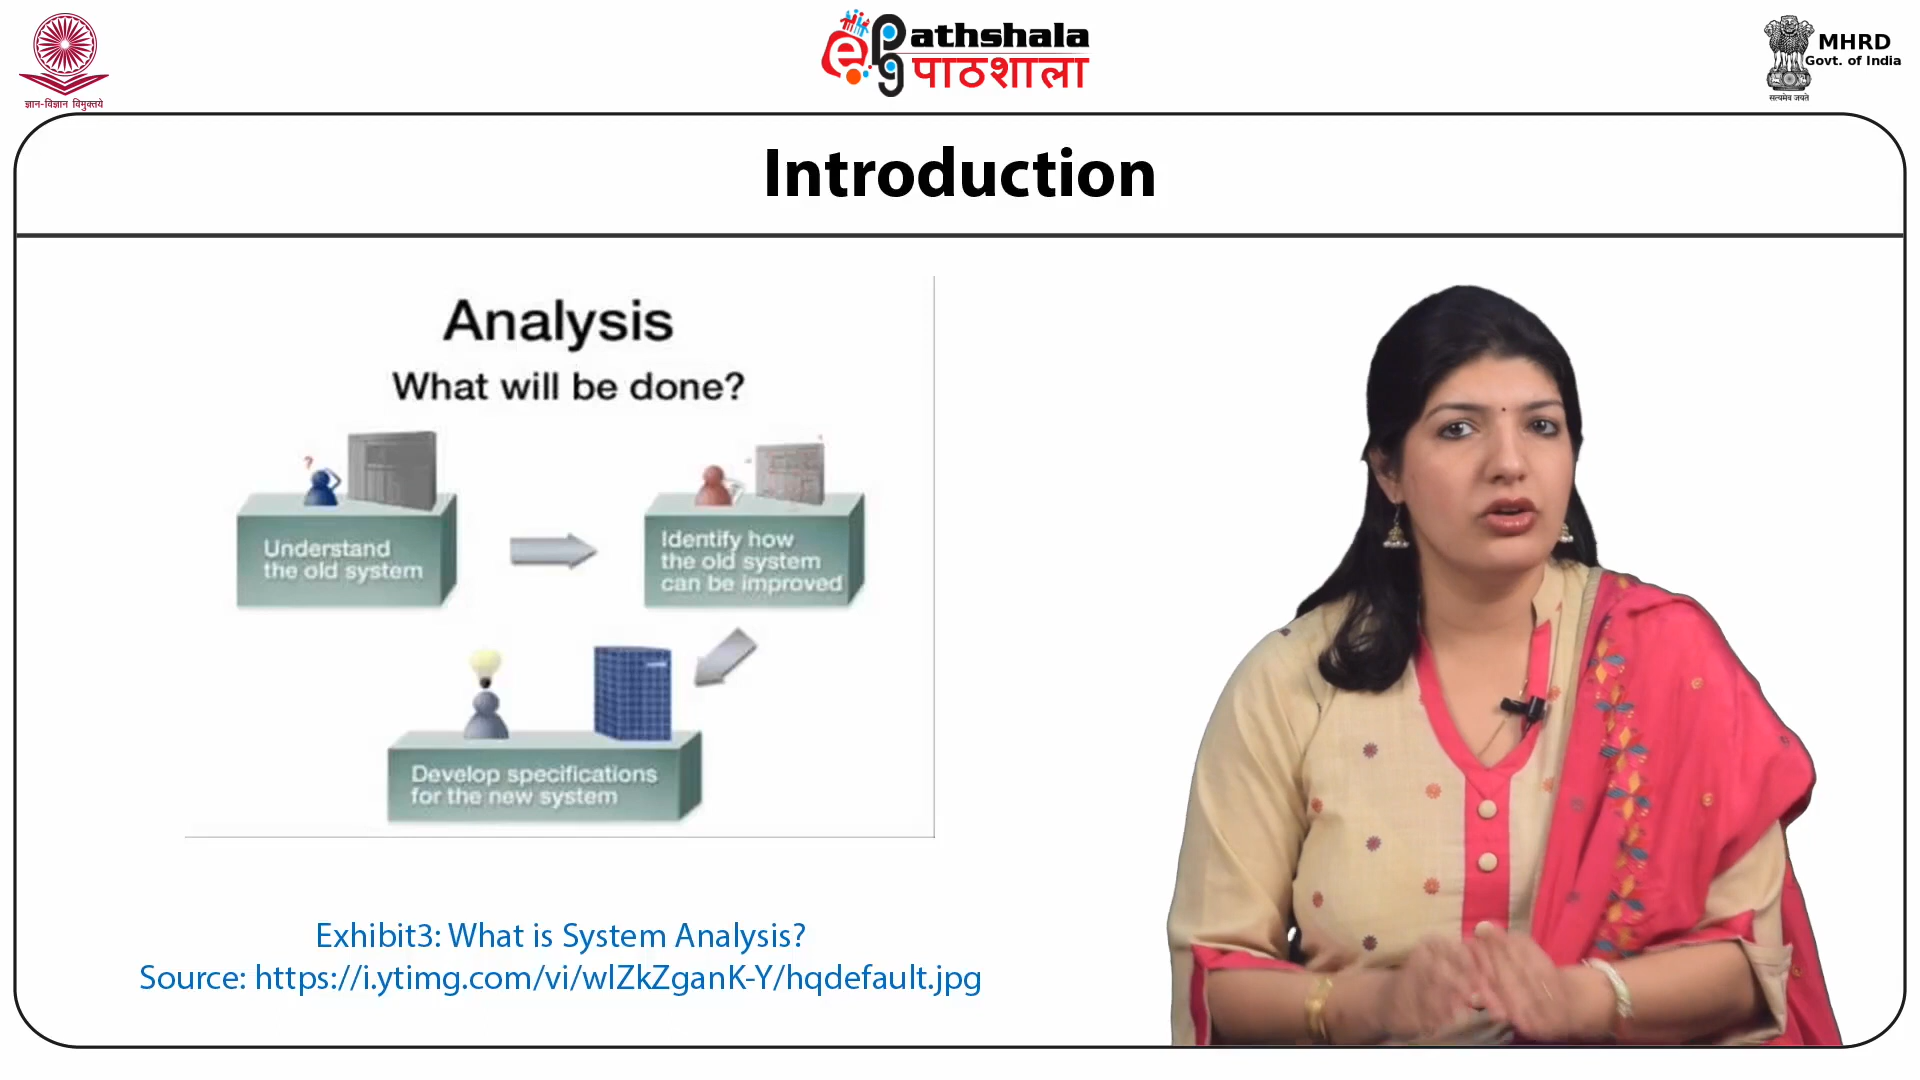 ज्ञान-विज्ञान विमुक्तये
ePathshala
पाठशाला
MHRD
Govt. of India
सत्यमेव जयते
Introduction
Analysis
What will be done?
?
Understand
the old system
Identify how
the old system
can be improved
Develop specifications
for the new system
Exhibit3: What is System Analysis?
Source: https://i.ytimg.com/vi/wlZkZganK-Y/hqdefault.jpg